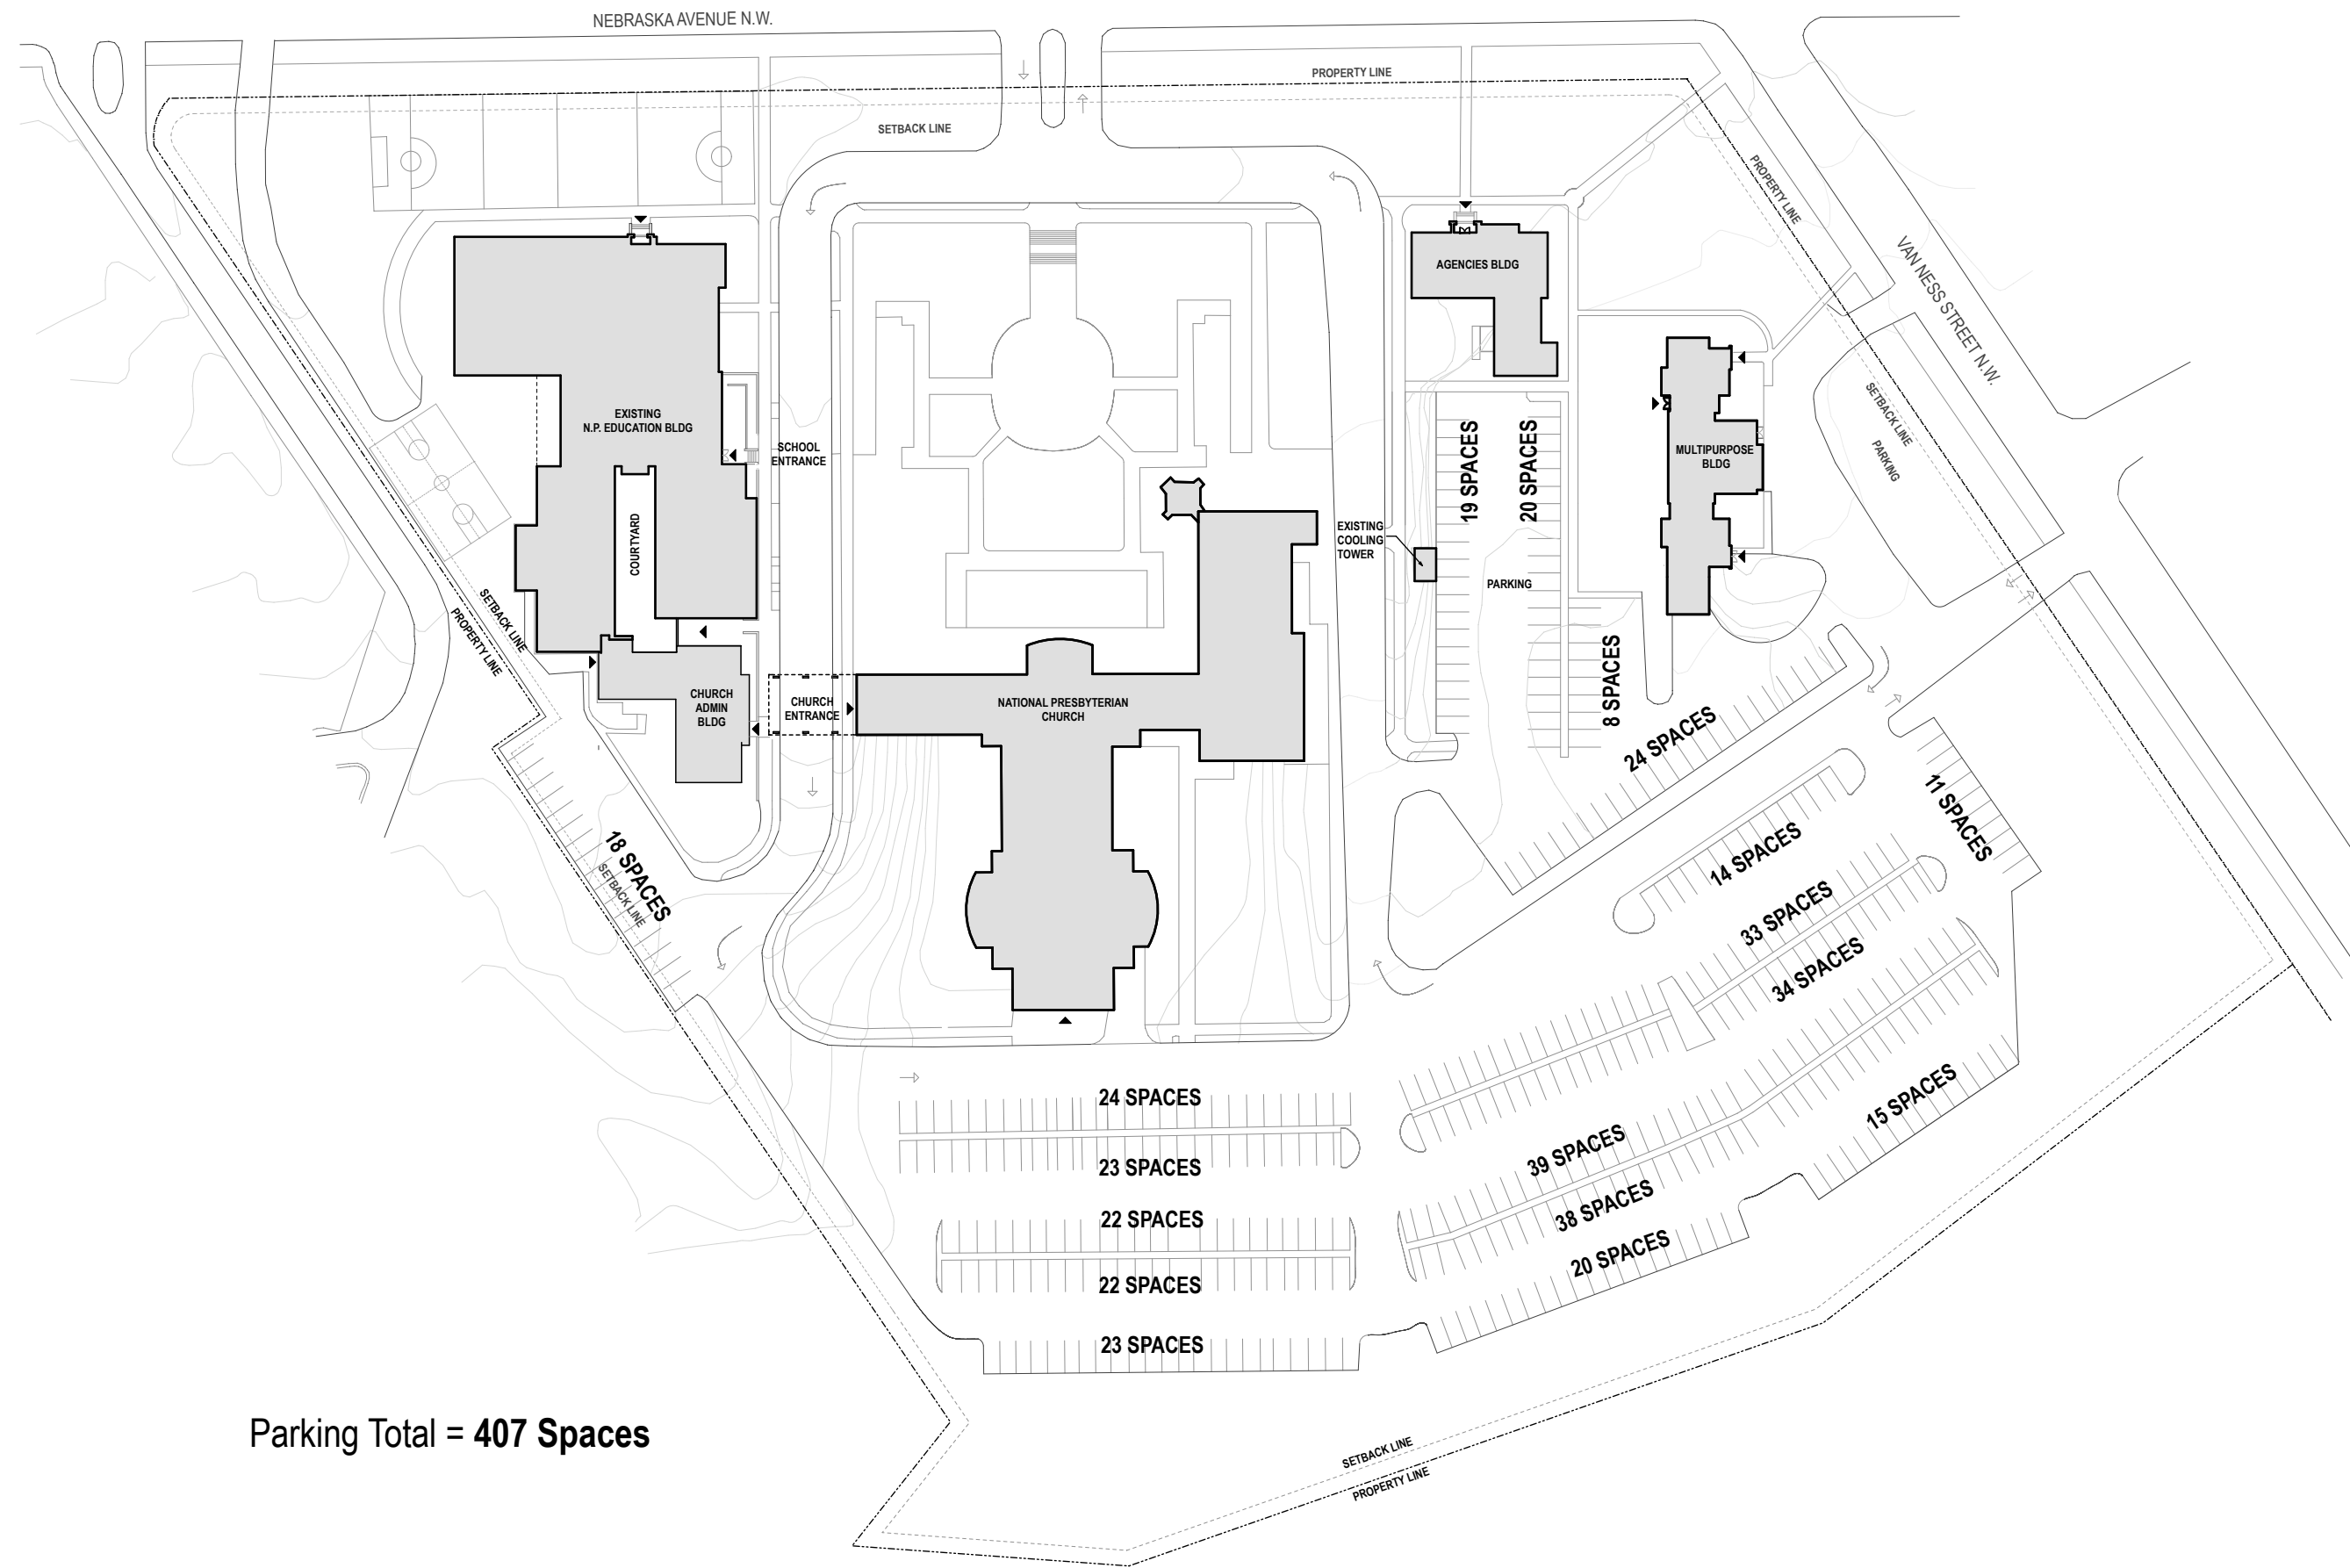 NEBRASKA AVENUE N.W.
PROPERTY LINE
SETBACK LINE
PROPERTY LINE
VAN NESS STREET N.W.
AGENCIES BLDG
EXISTING
N.P. EDUCATION BLDG
SCHOOL
ENTRANCE
COURTYARD
19 SPACES
20 SPACES
MULTIPURPOSE
BLDG
SETBACK LINE
PARKING
EXISTING
COOLING
TOWER
PARKING
SETBACK LINE
PROPERTY LINE
8 SPACES
CHURCH
ADMIN
BLDG
CHURCH
ENTRANCE
NATIONAL PRESBYTERIAN
CHURCH
24 SPACES
11 SPACES
18 SPACES
SETBACK LINE
14 SPACES
33 SPACES
34 SPACES
24 SPACES
23 SPACES
39 SPACES
15 SPACES
22 SPACES
38 SPACES
22 SPACES
20 SPACES
23 SPACES
Parking Total = 407 Spaces
SETBACK LINE
PROPERTY LINE